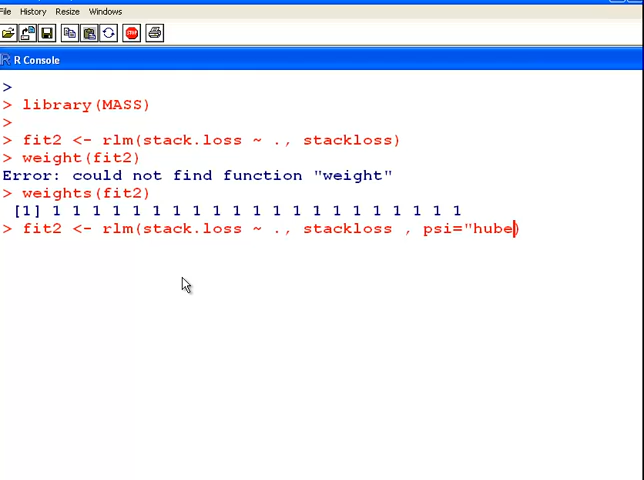 File History Resize Windows
STOP
R Console
>
> library(MASS)
>
> fit2 <- rlm(stack.loss ~ ., stackloss)
> weight(fit2)
Error: could not find function "weight"
> weights(fit2)
[1] 1 1 1 1 1 1 1 1 1 1 1 1 1 1 1 1 1 1 1 1 1
> fit2 <- rlm(stack.loss ~ ., stackloss , psi="hube)